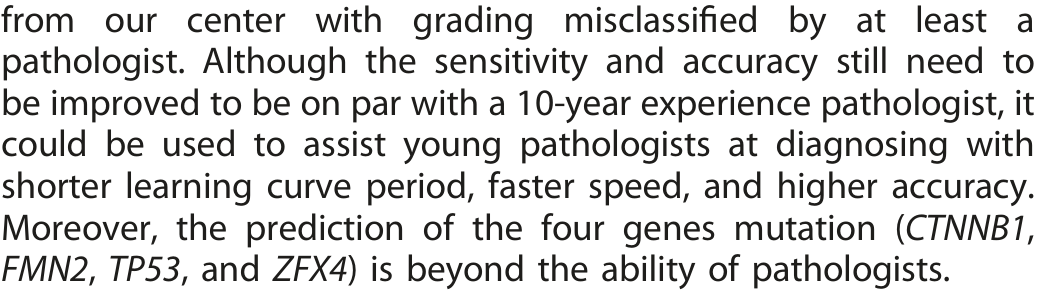 from our center with grading misclassified by at least a
pathologist. Although the sensitivity and accuracy still need to
be improved to be on par with a 10-year experience pathologist, it
could be used to assist young pathologists at diagnosing with
shorter learning curve period, faster speed, and higher accuracy.
Moreover, the prediction of the four genes mutation (CTNNB1,
FMN2, TP53, and ZFX4) is beyond the ability of pathologists.